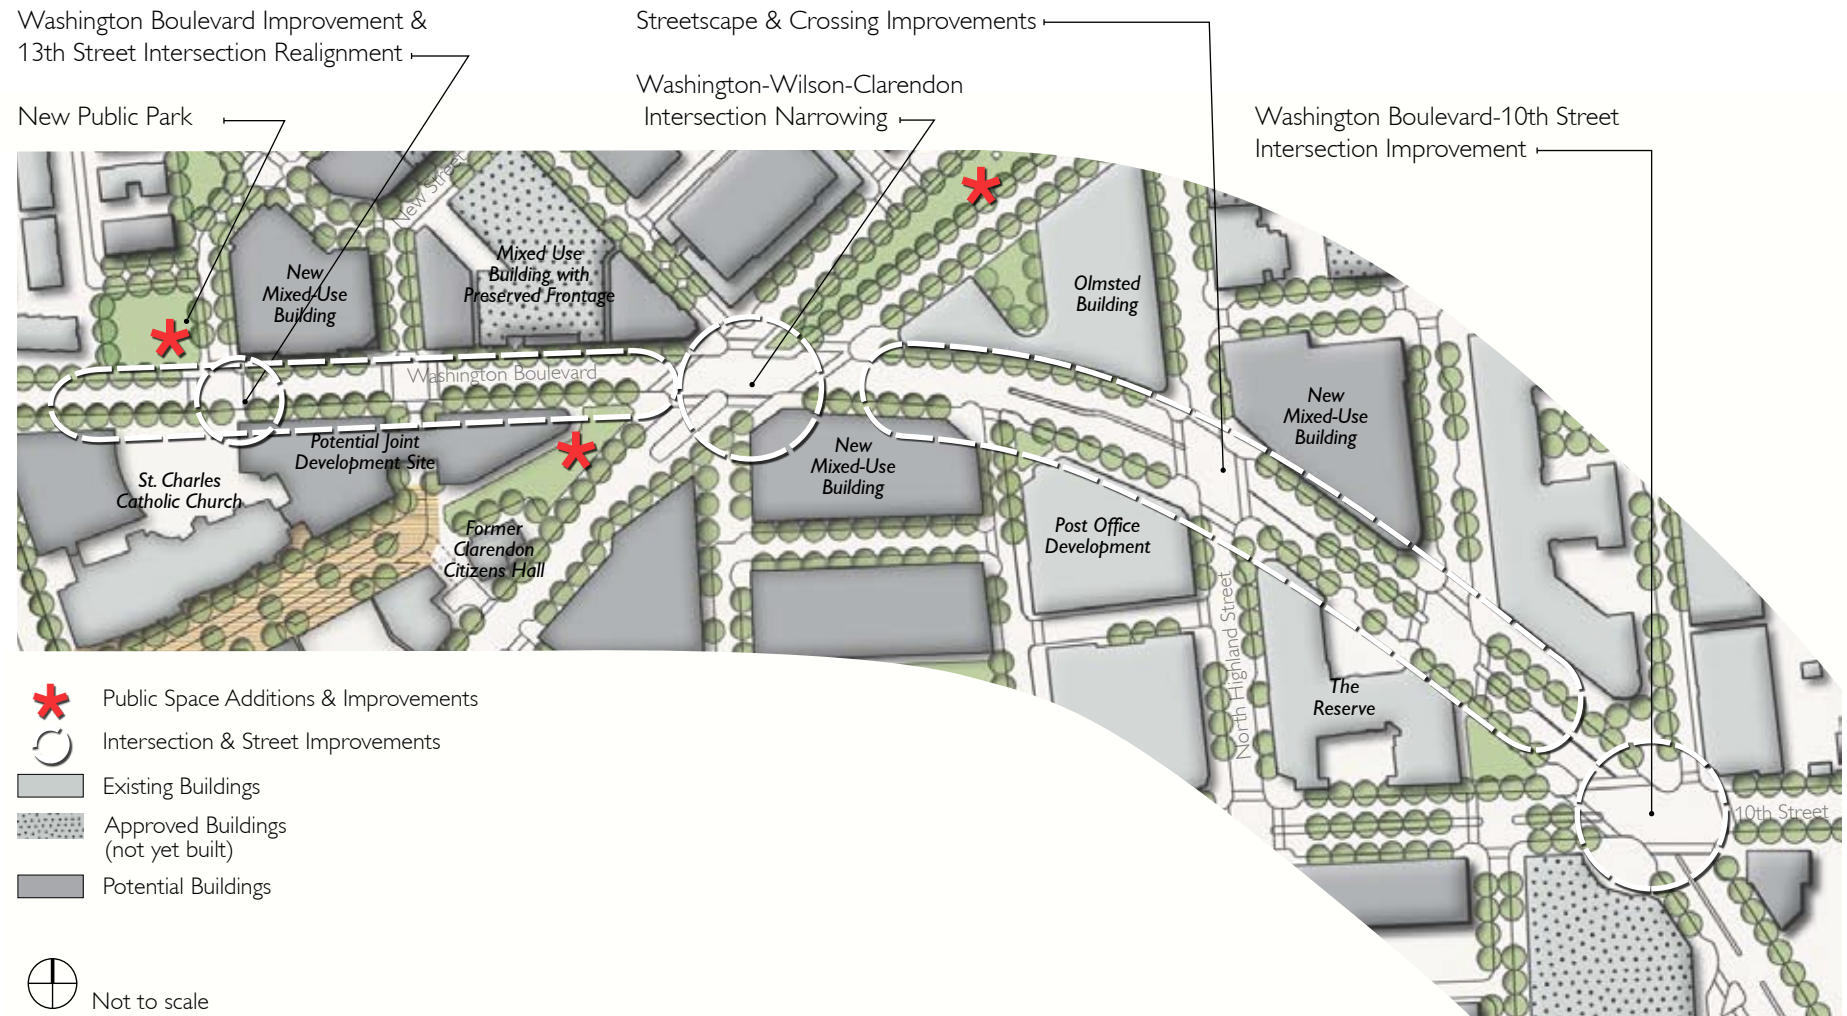 Washington Boulevard Improvement &
13th Street Intersection Realignment
New Public Park
Streetscape & Crossing Improvements
Washington-Wilson-Clarendon
Intersection Narrowing
Washington Boulevard-10th Street
Intersection Improvement
New Street
New
Mixed-Use
Building
Mixed Use
Building with
Preserved Frontage
Olmsted
Building
Washington Boulevard
New
Mixed-Use
Building
Potential Joint
Development Site
St. Charles
Catholic Church
New
Mixed-Use
Building
Former
Clarendon
Citizens Hall
Post Office
Development
North Highland Street
The
Reserve
10th Street
Public Space Additions & Improvements
Intersection & Street Improvements
Existing Buildings
Approved Buildings
(not yet built)
Potential Buildings
Not to scale